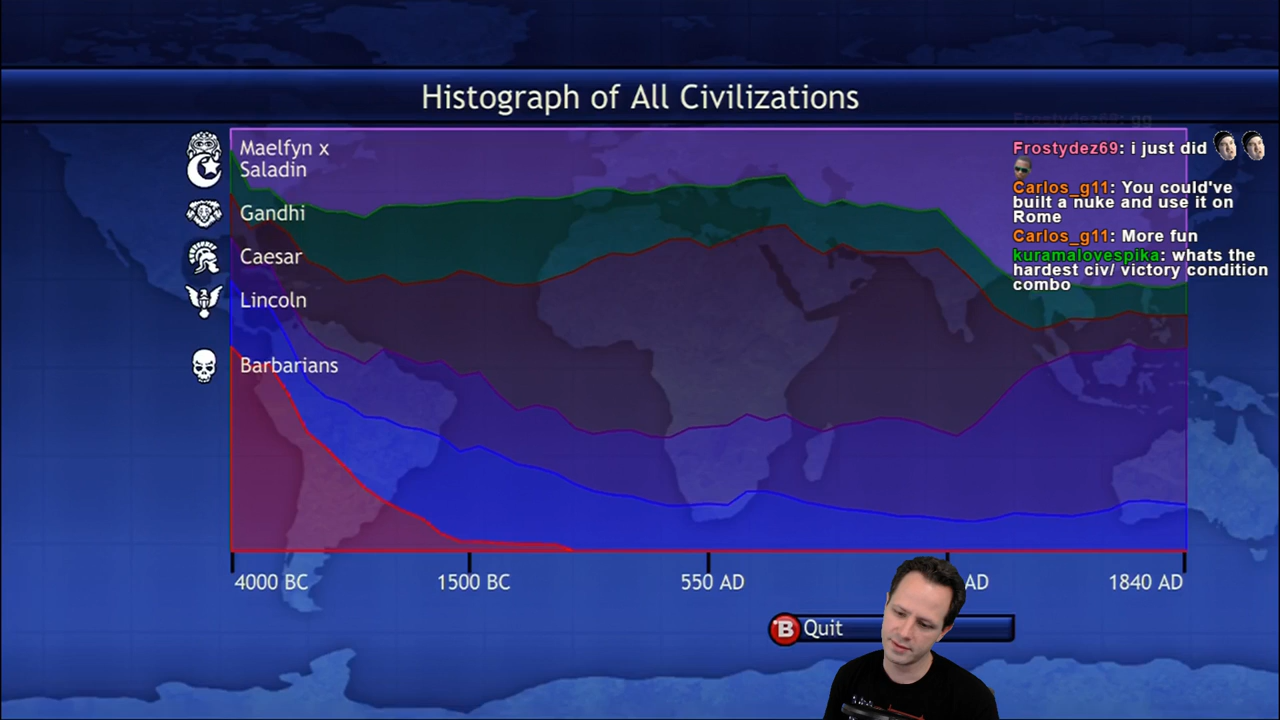 Histograph of All Civilizations
Maelfyn x
Saladin
Gandhi
Caesar
Lincoln
Barbarians
Frostydez69: gg
Frostydez69: i just did
Carlos_g11: You could've
built a nuke and use it on
Rome
Carlos_g11: More fun
kuramalovespika: whats the
hardest civ/ victory condition
combo
4000 BC
1500 BC
550 AD
AD
1840 AD
B Quit